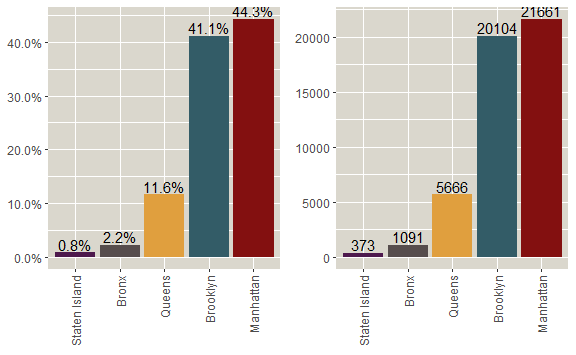 44.3%
41.1%
40.0%
30.0%
20.0%
11.6%
10.0%
2.2%
0.8%
0.0%
Staten Island
Bronx
Queens
Brooklyn
Manhattan
21661
20104
20000
15000
10000
5666
5000
1091
373
0
Staten Island
Bronx
Queens
Brooklyn
Manhattan